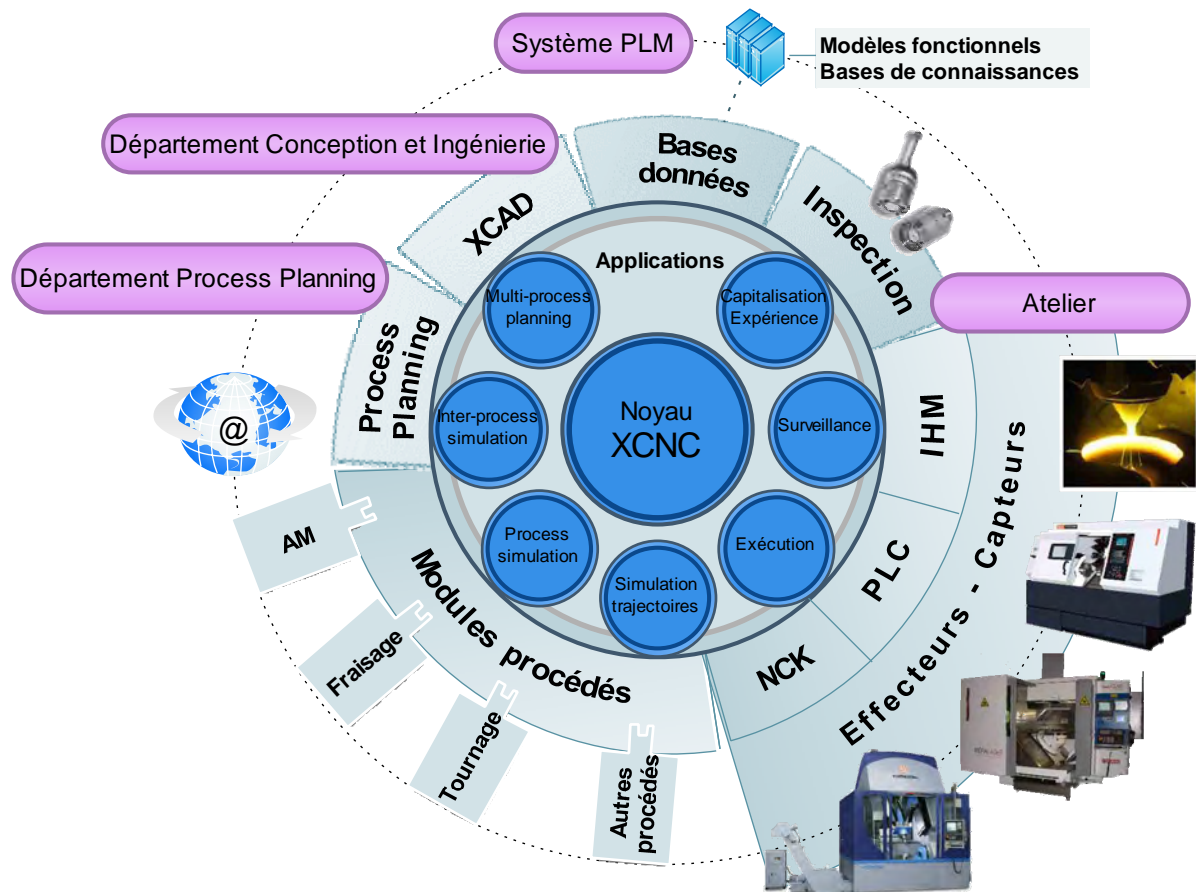 Système PLM
Modèles fonctionnels
Bases de connaissances
Département Conception et Ingénierie
Bases
données
XCAD
Inspection
Département Process Planning
Applications
Atelier
Multi-process
planning
Capitalisation
Expérience
Process
Planning
@
Noyau
XCNC
Inter-process
simulation
Surveillance
IHM
AM
Modules procédés
Process
simulation
Exécution
PLC
Effecteurs - Capteurs
Simulation
trajectoires
NCK
Fraisage
Tournage
Autres
procédés